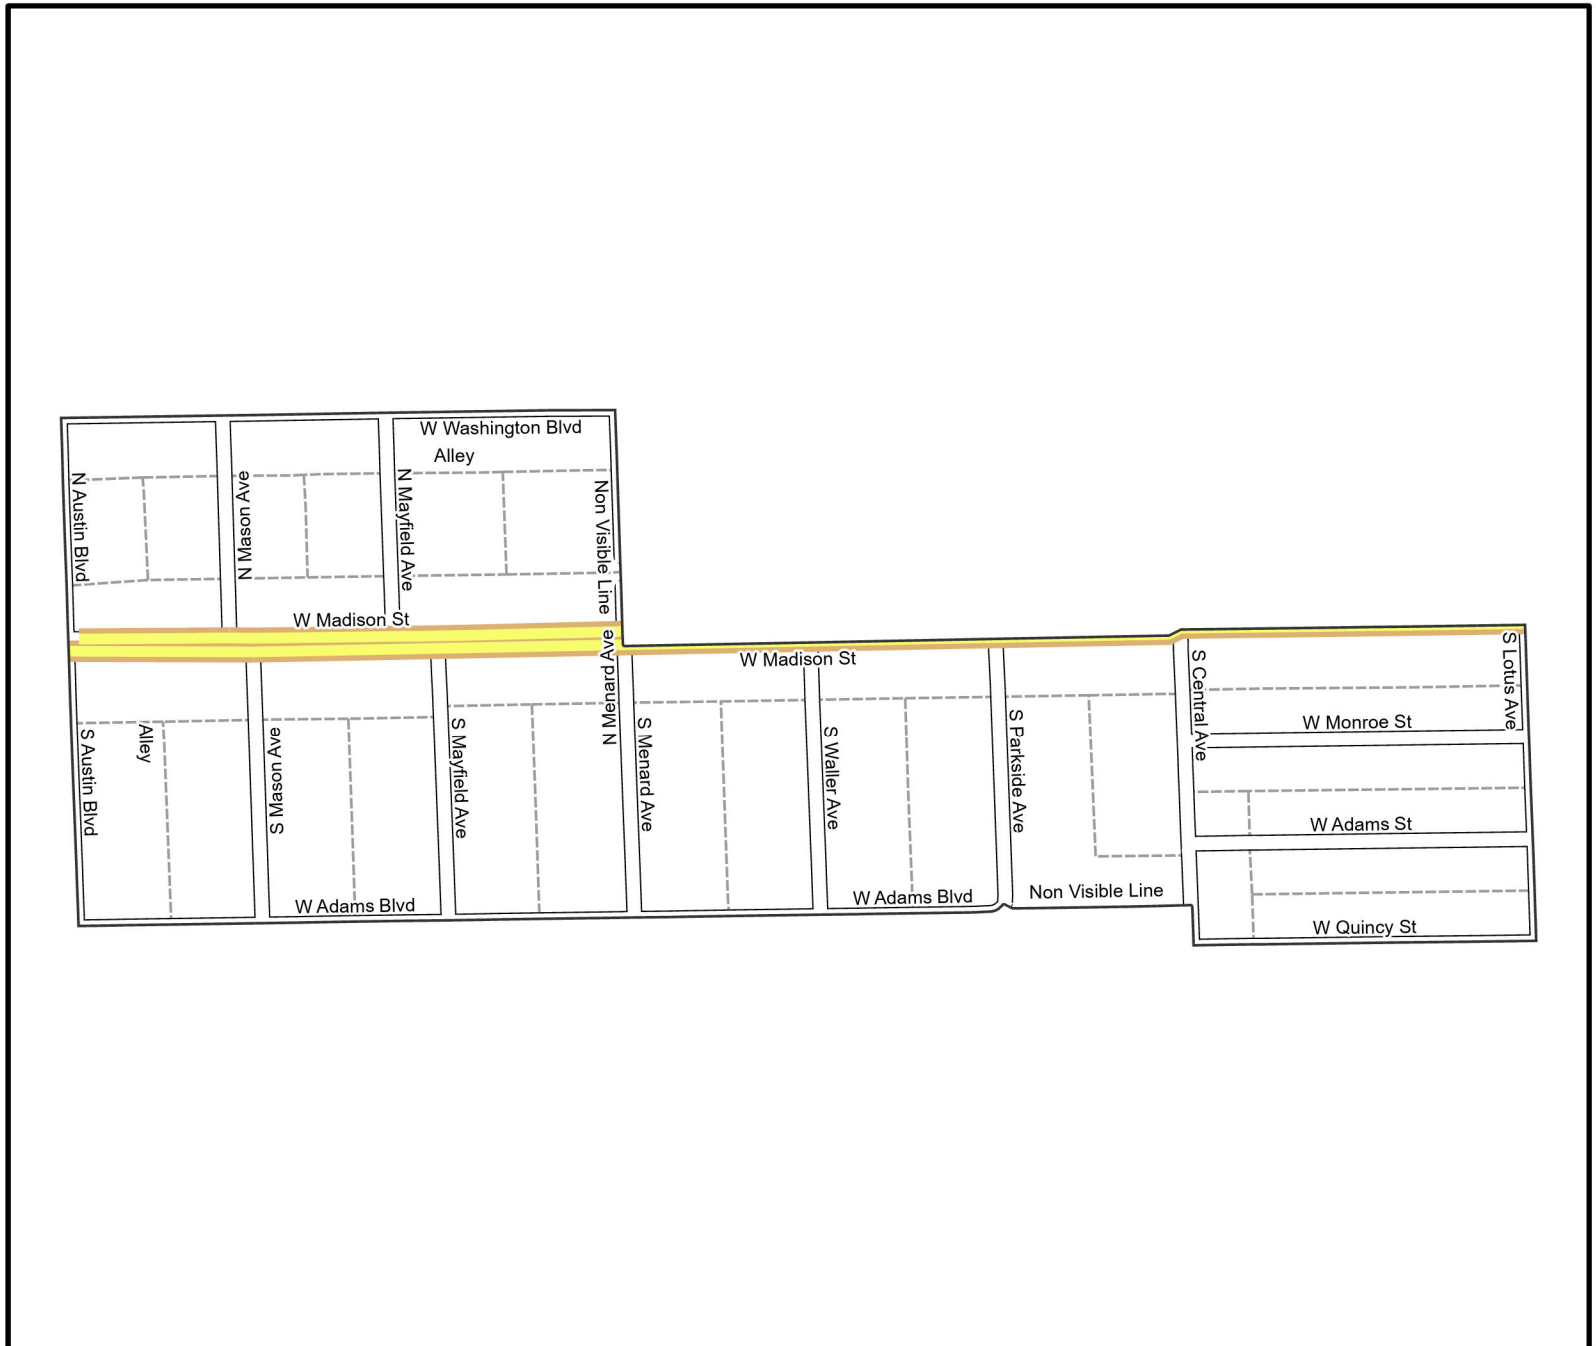 W Washington Blvd
Alley
N Austin Blvd
N Mason Ave
N Mayfield Ave
Non Visible Line
W Madison St
N Menard Ave
W Madison St
S Lotus Ave
S Central Ave
W Monroe St
S Austin Blvd
Alley
S Mason Ave
S Mayfield Ave
S Menard Ave
S Waller Ave
S Parkside Ave
W Adams St
W Adams Blvd
W Adams Blvd
Non Visible Line
W Quincy St